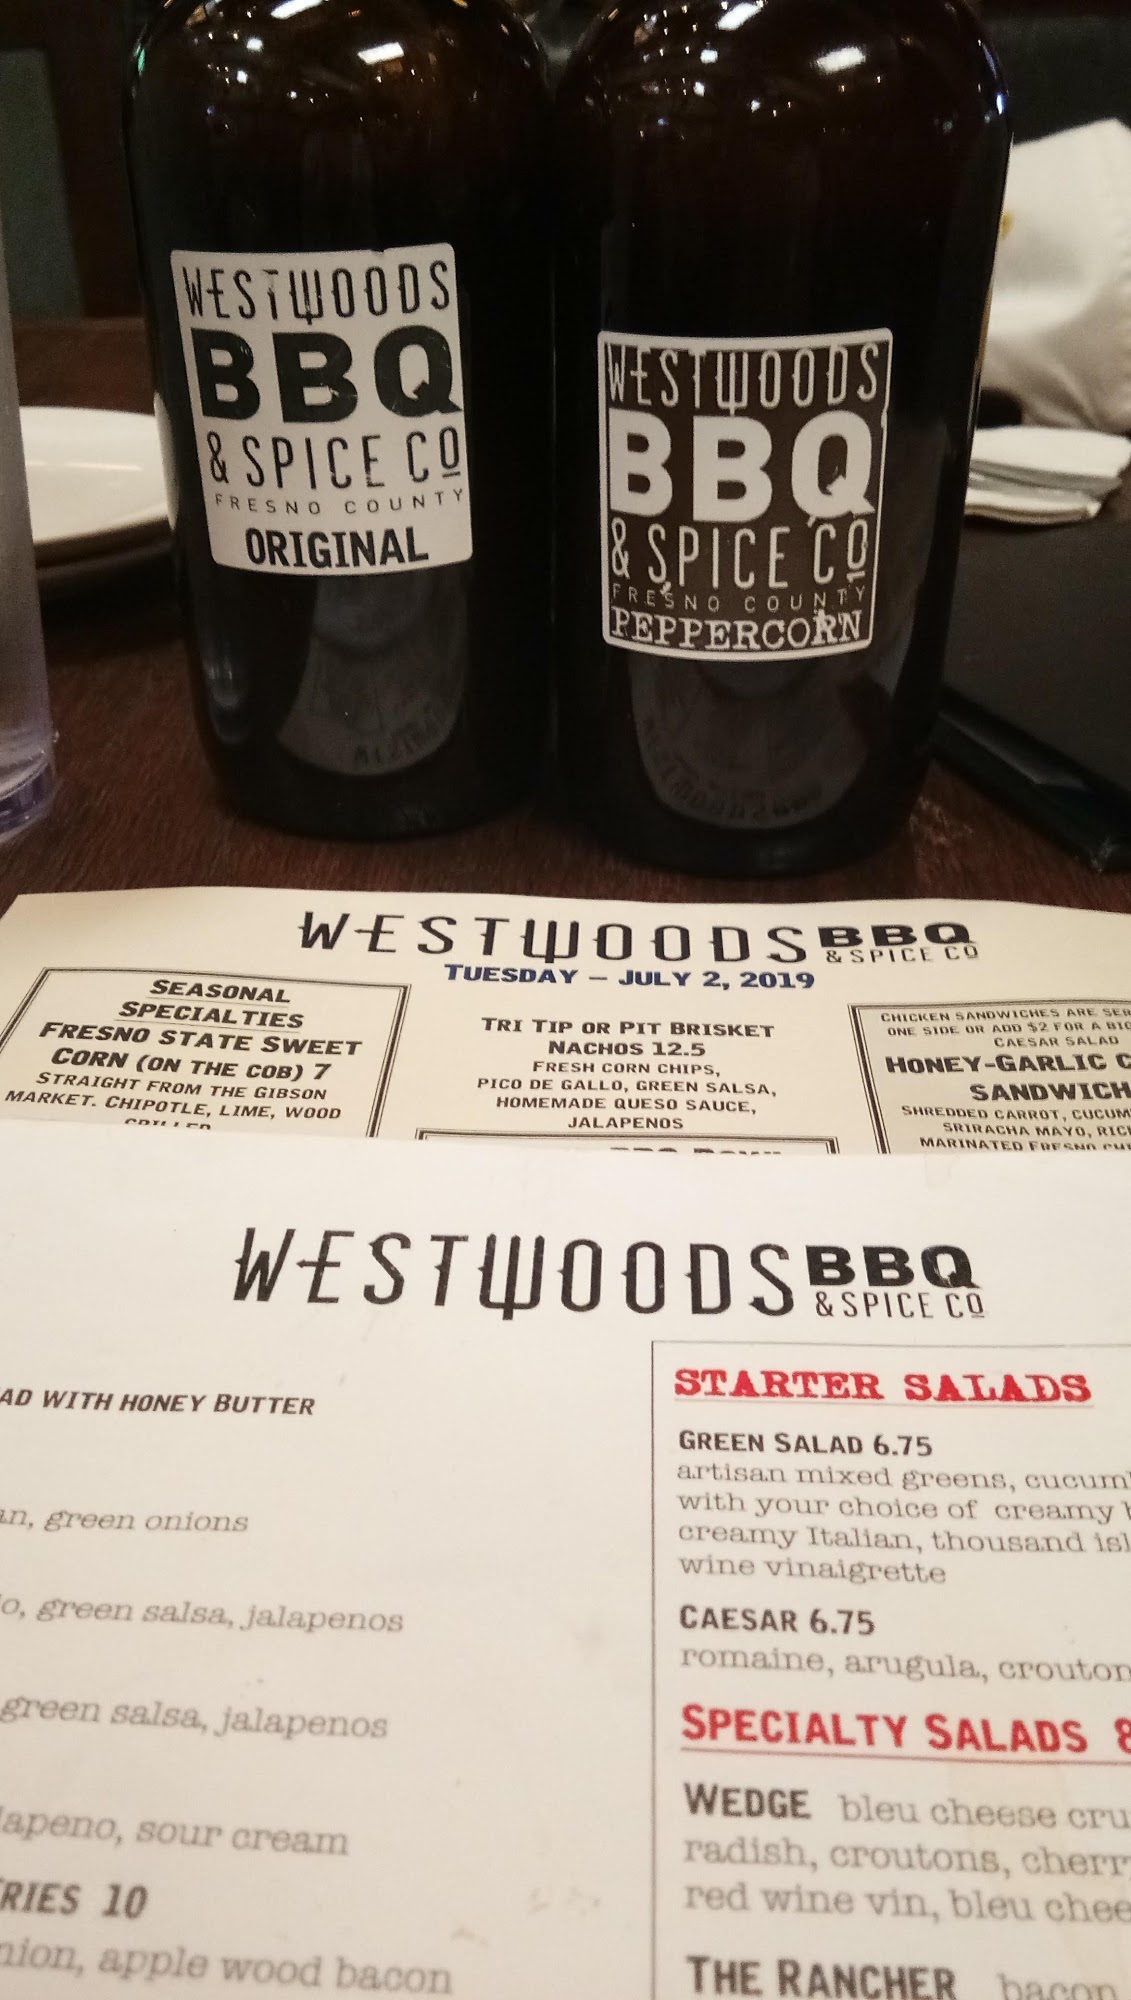 WESTWOODS
BBQ
& SPICE CO
FRESNO COUNTY
ORIGINAL
WESTWOODS
BBQ
& SPICE CO
FRESNO COUNTY
PEPPERCORN
WESTWOODS BBQ
& SPICE CO
TUESDAY – JULY 2, 2019
SEASONAL
SPECIALTIES
FRESNO STATE SWEET
CORN (ON THE COB) 7
STRAIGHT FROM THE GIBSON
MARKET. CHIPOTLE, LIME, WOOD
GRILLED
TRI TIP OR PIT BRISKET
NACHOS 12.5
FRESH CORN CHIPS,
PICO DE GALLO, GREEN SALSA,
HOMEMADE QUESO SAUCE,
JALAPENOS
CHICKEN SANDWICHES ARE
ONE SIDE OR ADD $2 FOR A
CAESAR SALAD
HONEY-GARLIC
SANDWICH
SHREDDED CARROT,
SRIRACHA MAYO,
MARINATED FRESNO
WESTWOODS BBQ
& SPICE CO
WITH HONEY BUTTER
green onions
green salsa, jalapenos
green salsa, jalapenos
sour cream
10
apple wood bacon
STARTER SALADS
GREEN SALAD 6.75
artisan mixed greens,
with your choice of creamy
creamy Italian, thousand
wine vinaigrette
CAESAR 6.75
romaine, arugula,
SPECIALTY SALADS
WEDGE bleu cheese
radish, croutons,
red wine vin, bleu
THE RANCHER bacon